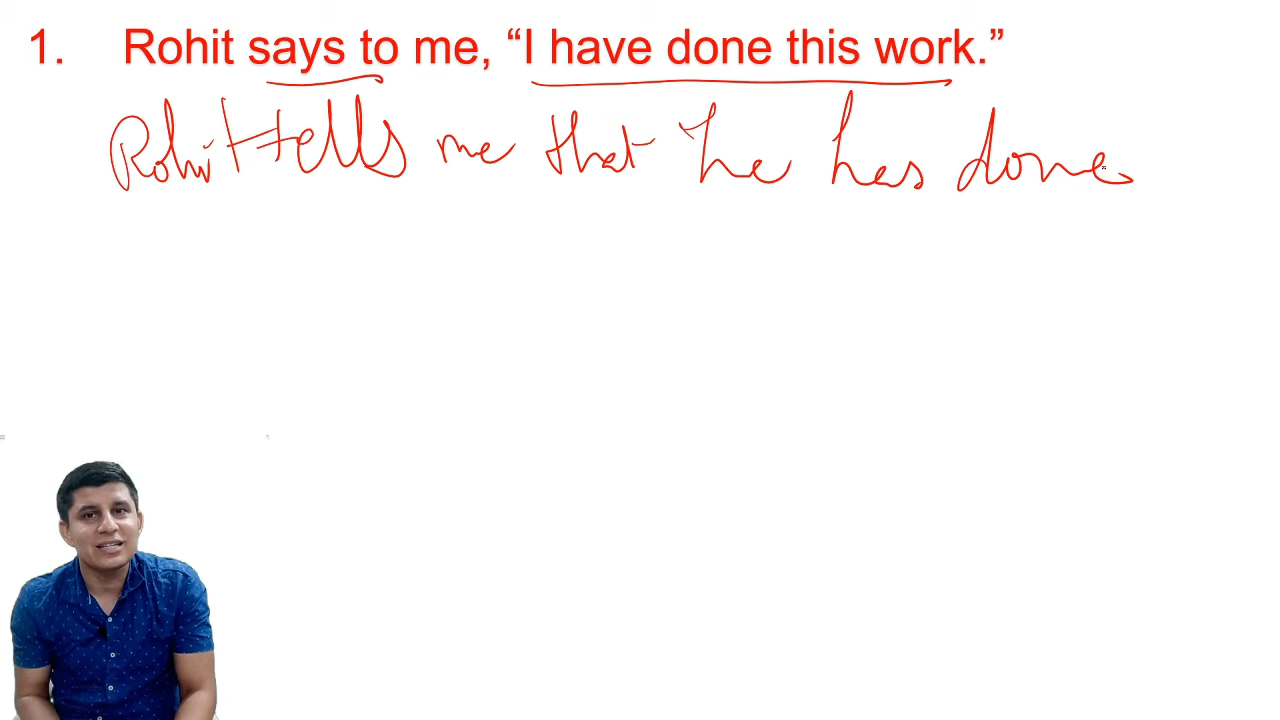 1. Rohit says to me, “I have done this work.”
Rohit tells me that he has done